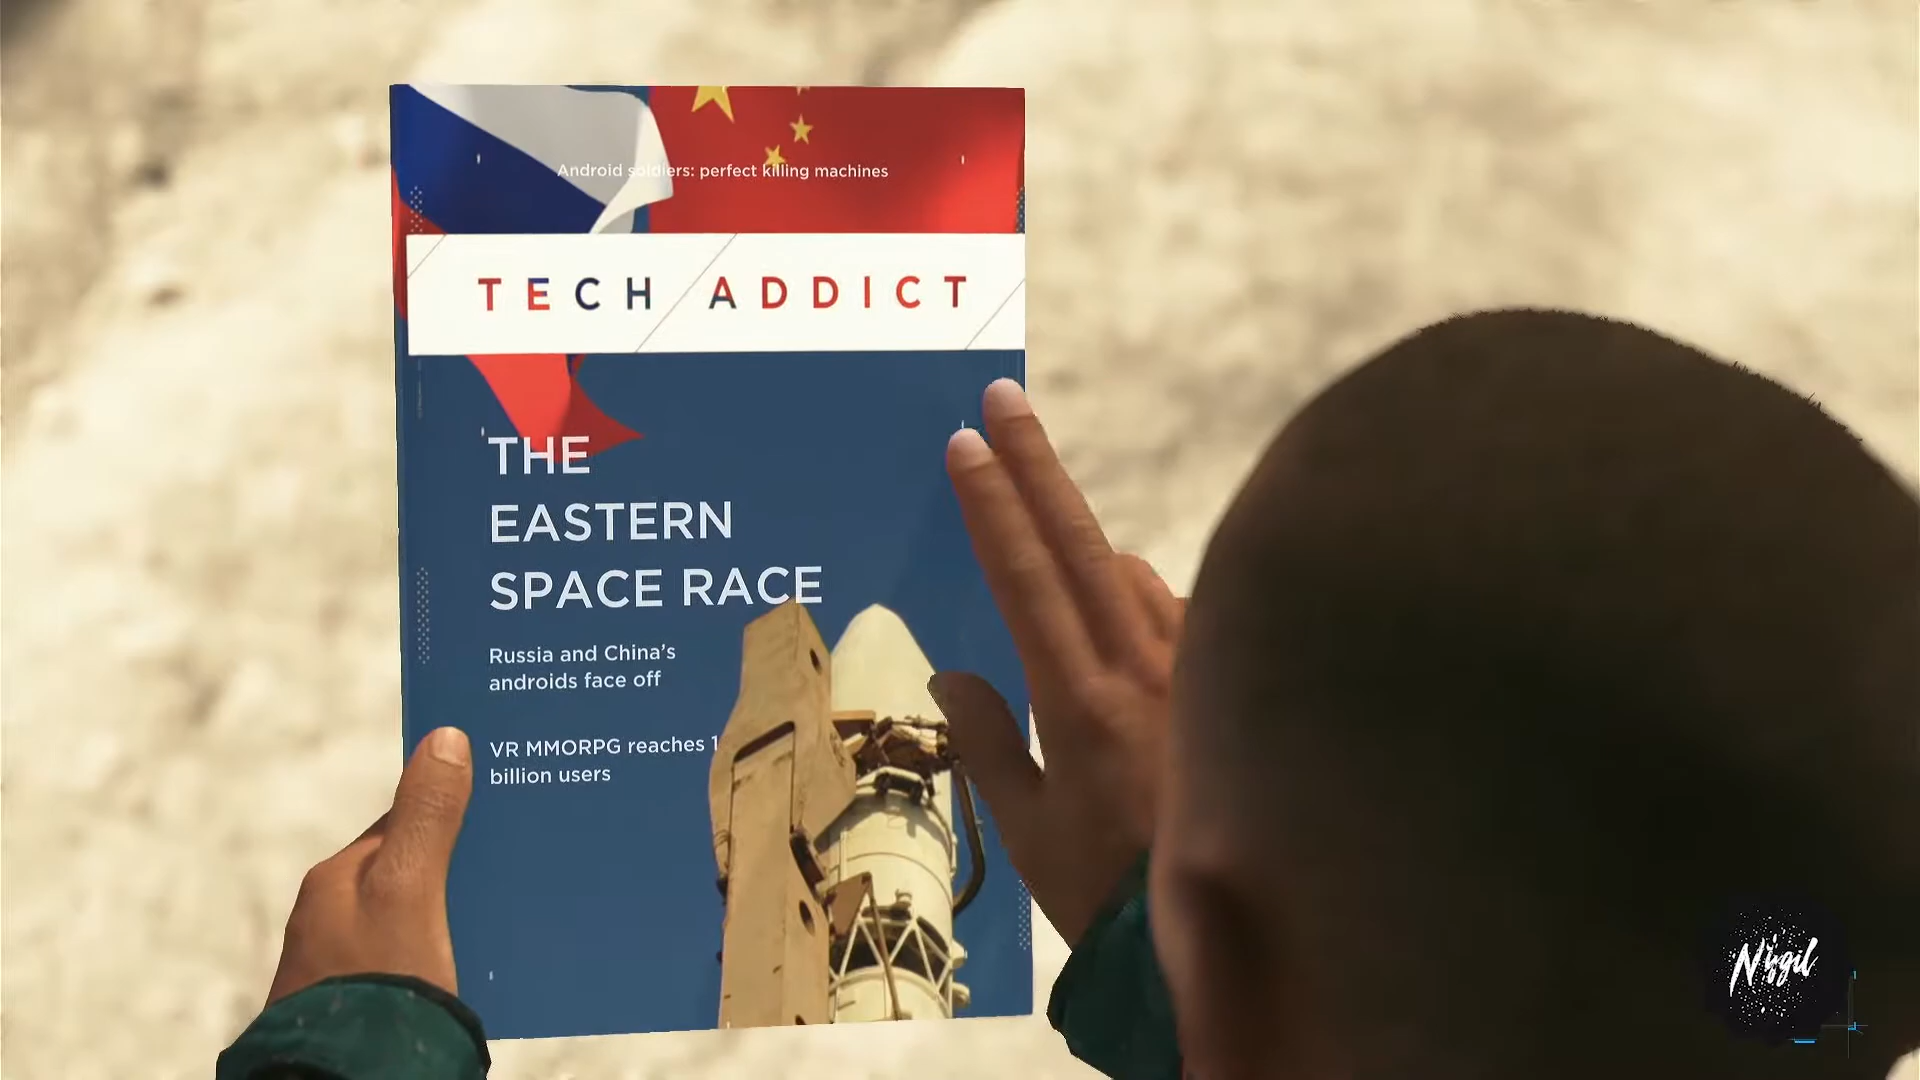 Android soldiers: perfect killing machines
TECH ADDICT
THE
EASTERN
SPACE RACE
Russia and China's
androids face off
VR MMORPG reaches 1
billion users